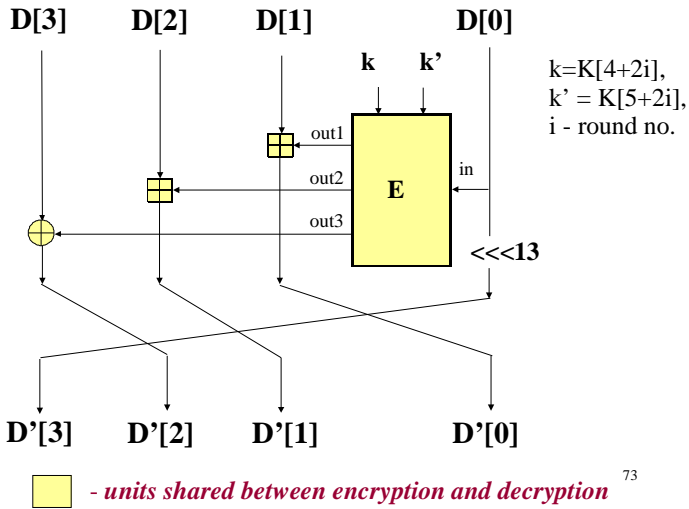 D[3] D[2] D[1] D[0]
k k’
k=K[4+2i],
k’ = K[5+2i],
i - round no.
out1
out2
out3
E
in
<<<13
D’[3] D’[2] D’[1] D’[0]
- units shared between encryption and decryption
73